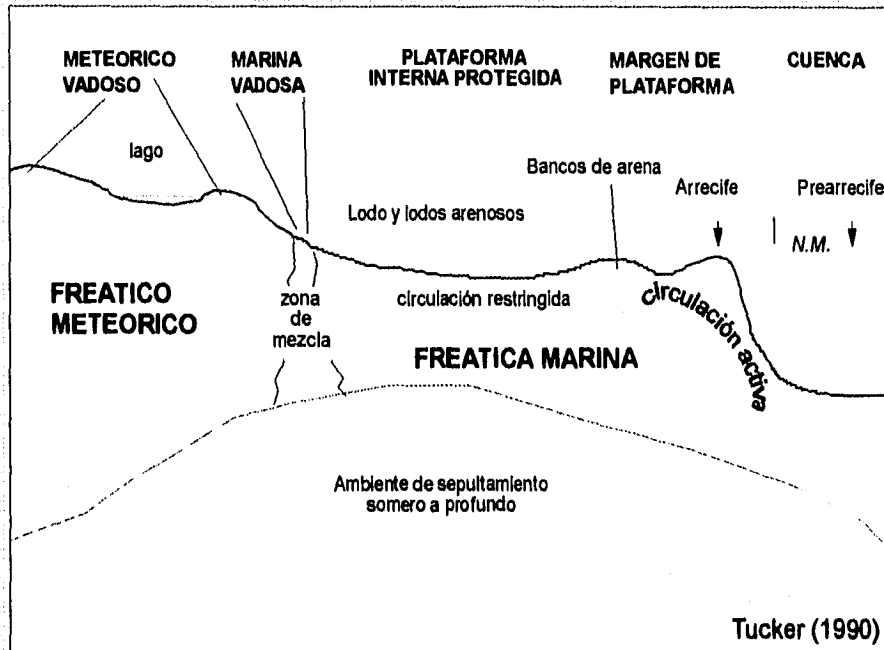 METEORICO
VADOSO
MARINA
VADOSA
PLATAFORMA
INTERNA PROTEGIDA
MARGEN DE
PLATAFORMA
CUENCA
lago
Bancos de arena
Arrecife
Prearrecife
Lodo y lodos arenosos
N.M.
FREATICO
METEORICO
zona
de
mezcla
circulación restringida
circulación activa
FREATICA MARINA
Ambiente de sepultamiento
somero a profundo
Tucker (1990)